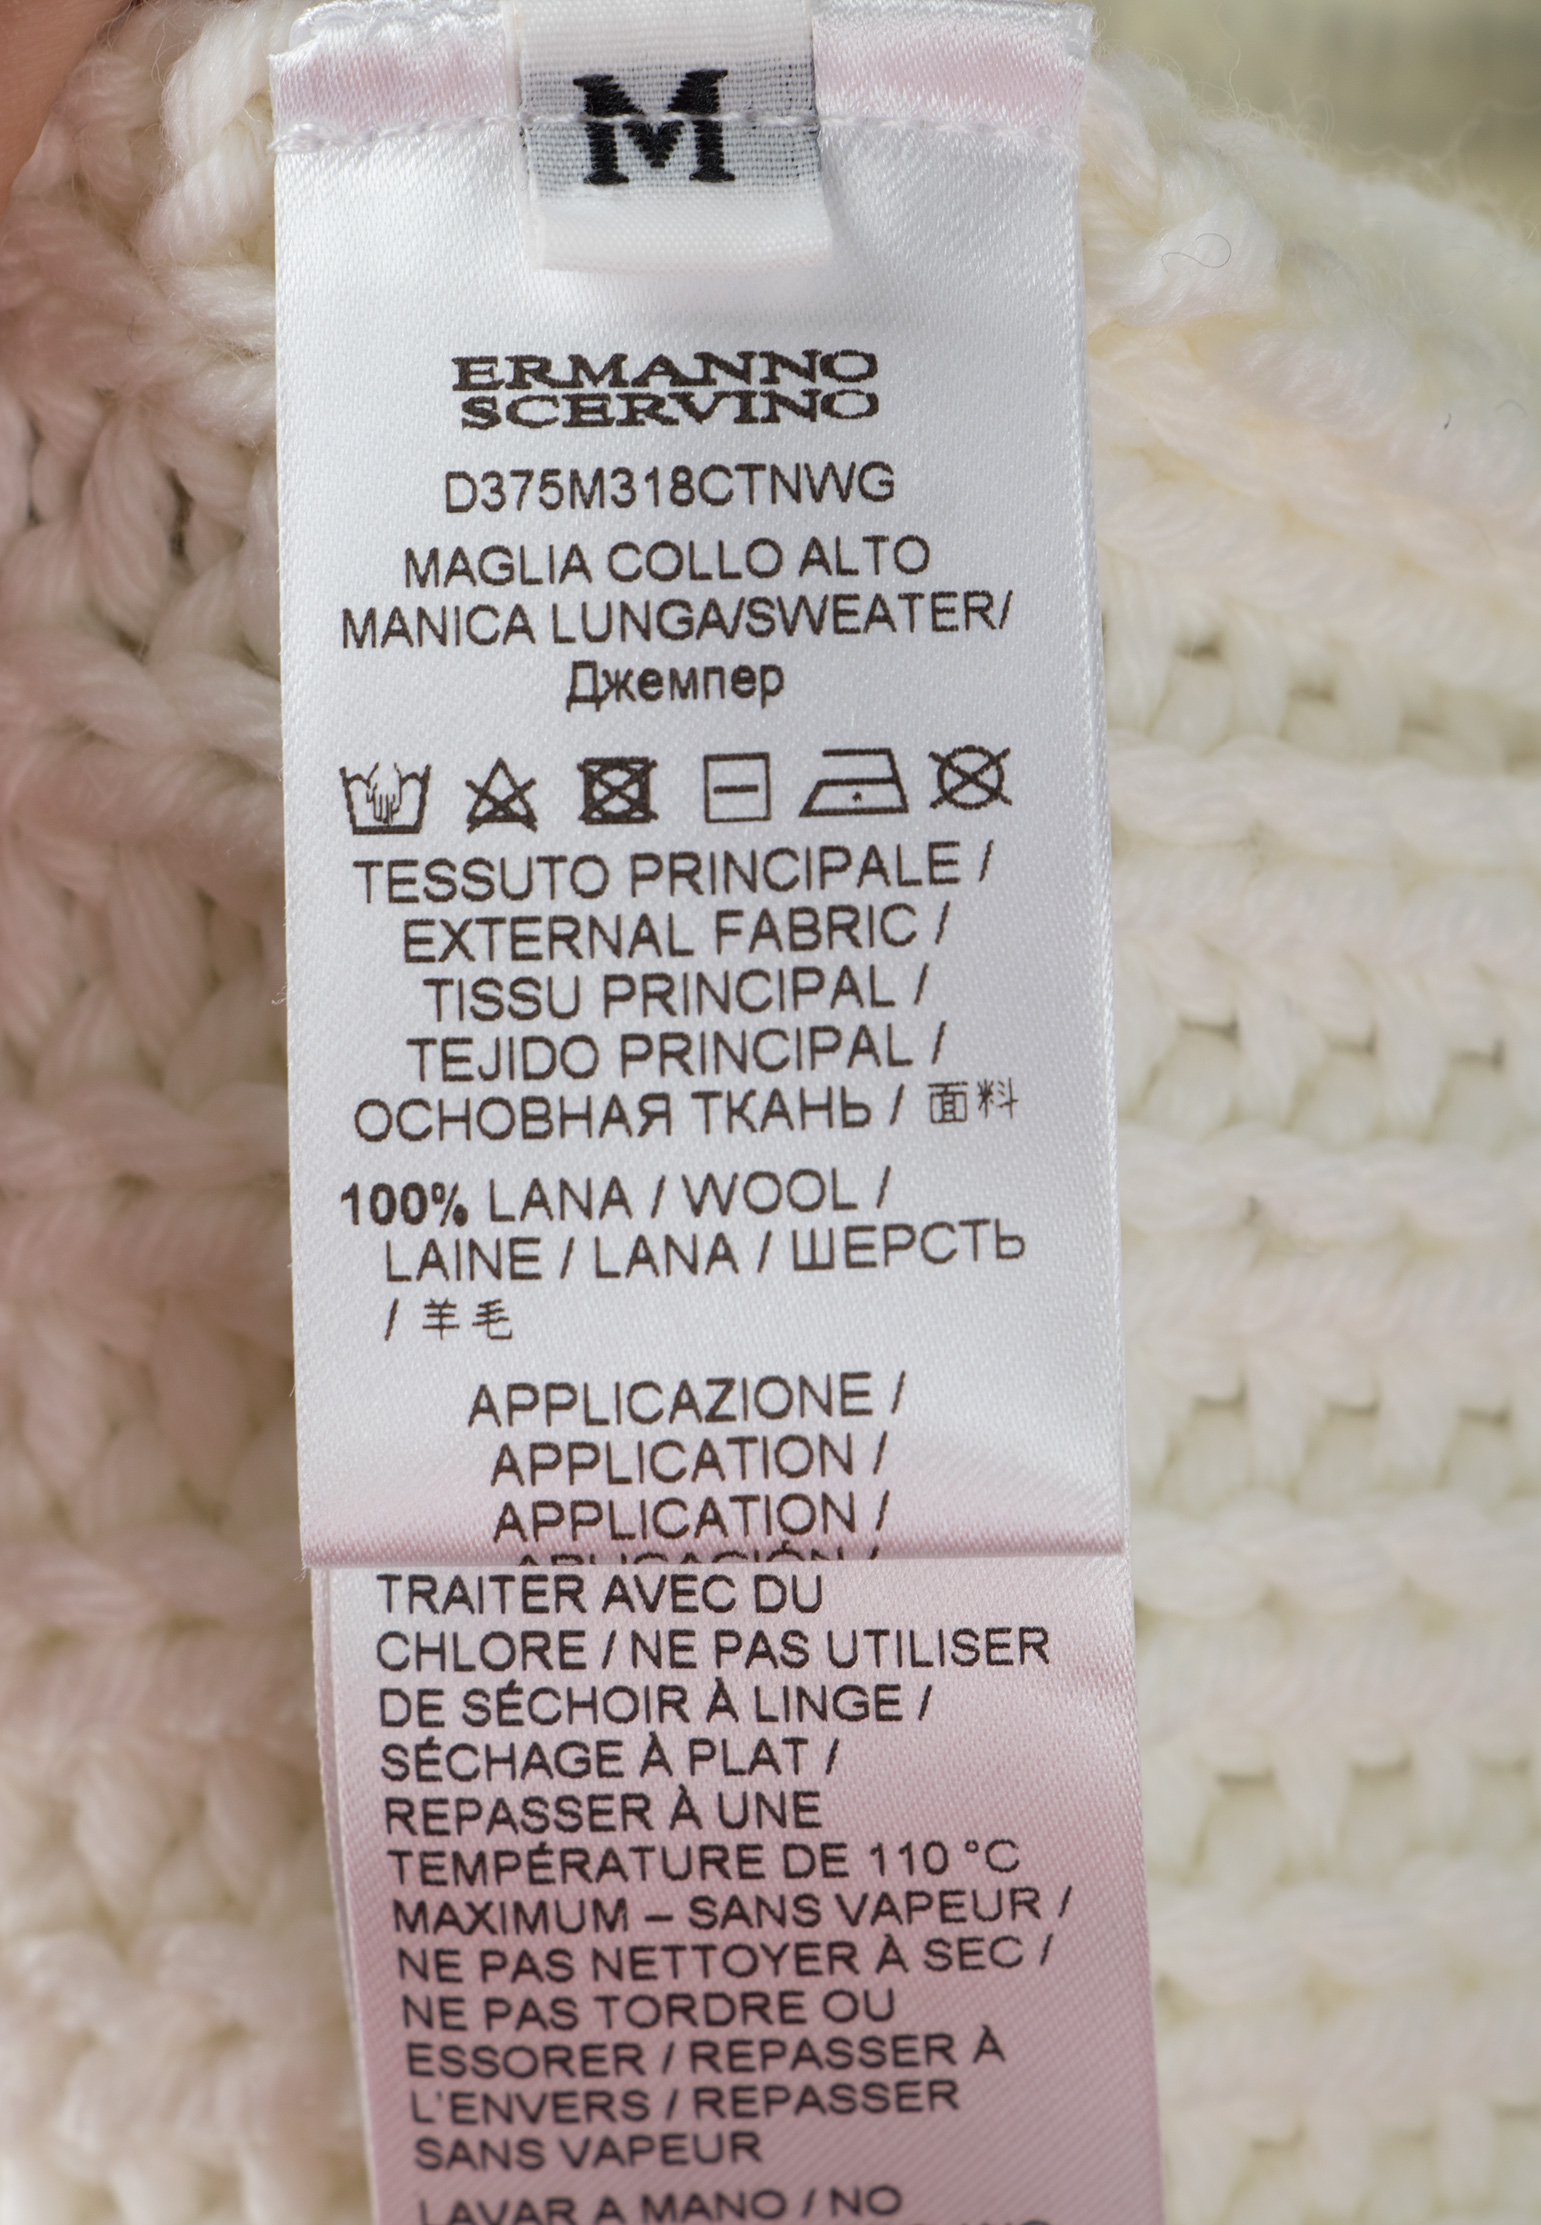 M
ERMANNO
SCERVINO
D375M318CTNWG
MAGLIA COLLO ALTO
MANICA LUNGA/SWEATER/
Джемпер
TESSUTO PRINCIPALE /
EXTERNAL FABRIC /
TISSU PRINCIPAL /
TEJIDO PRINCIPAL /
ОСНОВНАЯ ТКАНЬ / 面料
100% LANA / WOOL /
LAINE / LANA / ШЕРСТЬ
/ 羊毛
APPLICAZIONE /
APPLICATION /
APPLICATION /
APLICACIÓN /
TRAITER AVEC DU
CHLORE / NE PAS UTILISER
DE SÉCHOIR À LINGE /
SÉCHAGE À PLAT /
REPASSER À UNE
TEMPÉRATURE DE 110 °C
MAXIMUM – SANS VAPEUR /
NE PAS NETTOYER À SEC /
NE PAS TORDRE OU
ESSORER / REPASSER À
L'ENVERS / REPASSER
SANS VAPEUR
LAVAR A MANO / NO